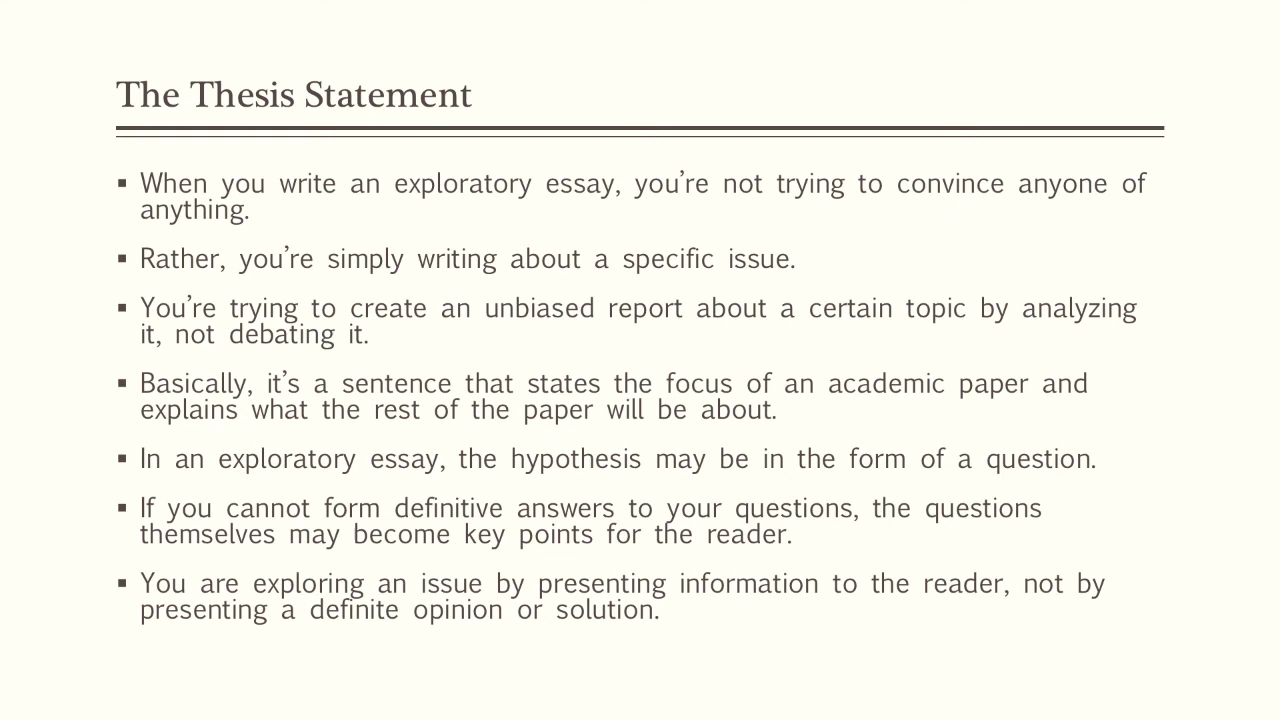 The Thesis Statement
▪ When you write an exploratory essay, you’re not trying to convince anyone of
anything.
▪ Rather, you’re simply writing about a specific issue.
▪ You’re trying to create an unbiased report about a certain topic by analyzing
it, not debating it.
▪ Basically, it’s a sentence that states the focus of an academic paper and
explains what the rest of the paper will be about.
▪ In an exploratory essay, the hypothesis may be in the form of a question.
▪ If you cannot form definitive answers to your questions, the questions
themselves may become key points for the reader.
▪ You are exploring an issue by presenting information to the reader, not by
presenting a definite opinion or solution.